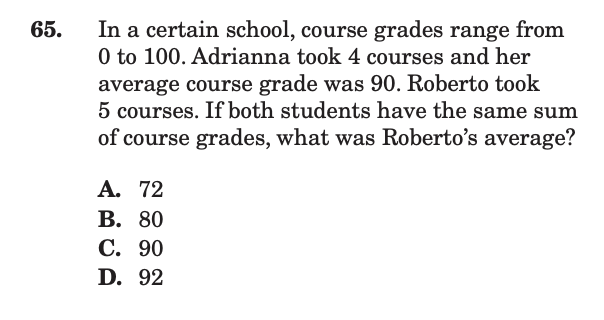 65. In a certain school, course grades range from
0 to 100. Adrianna took 4 courses and her
average course grade was 90. Roberto took
5 courses. If both students have the same sum
of course grades, what was Roberto’s average?
A. 72
B. 80
C. 90
D. 92